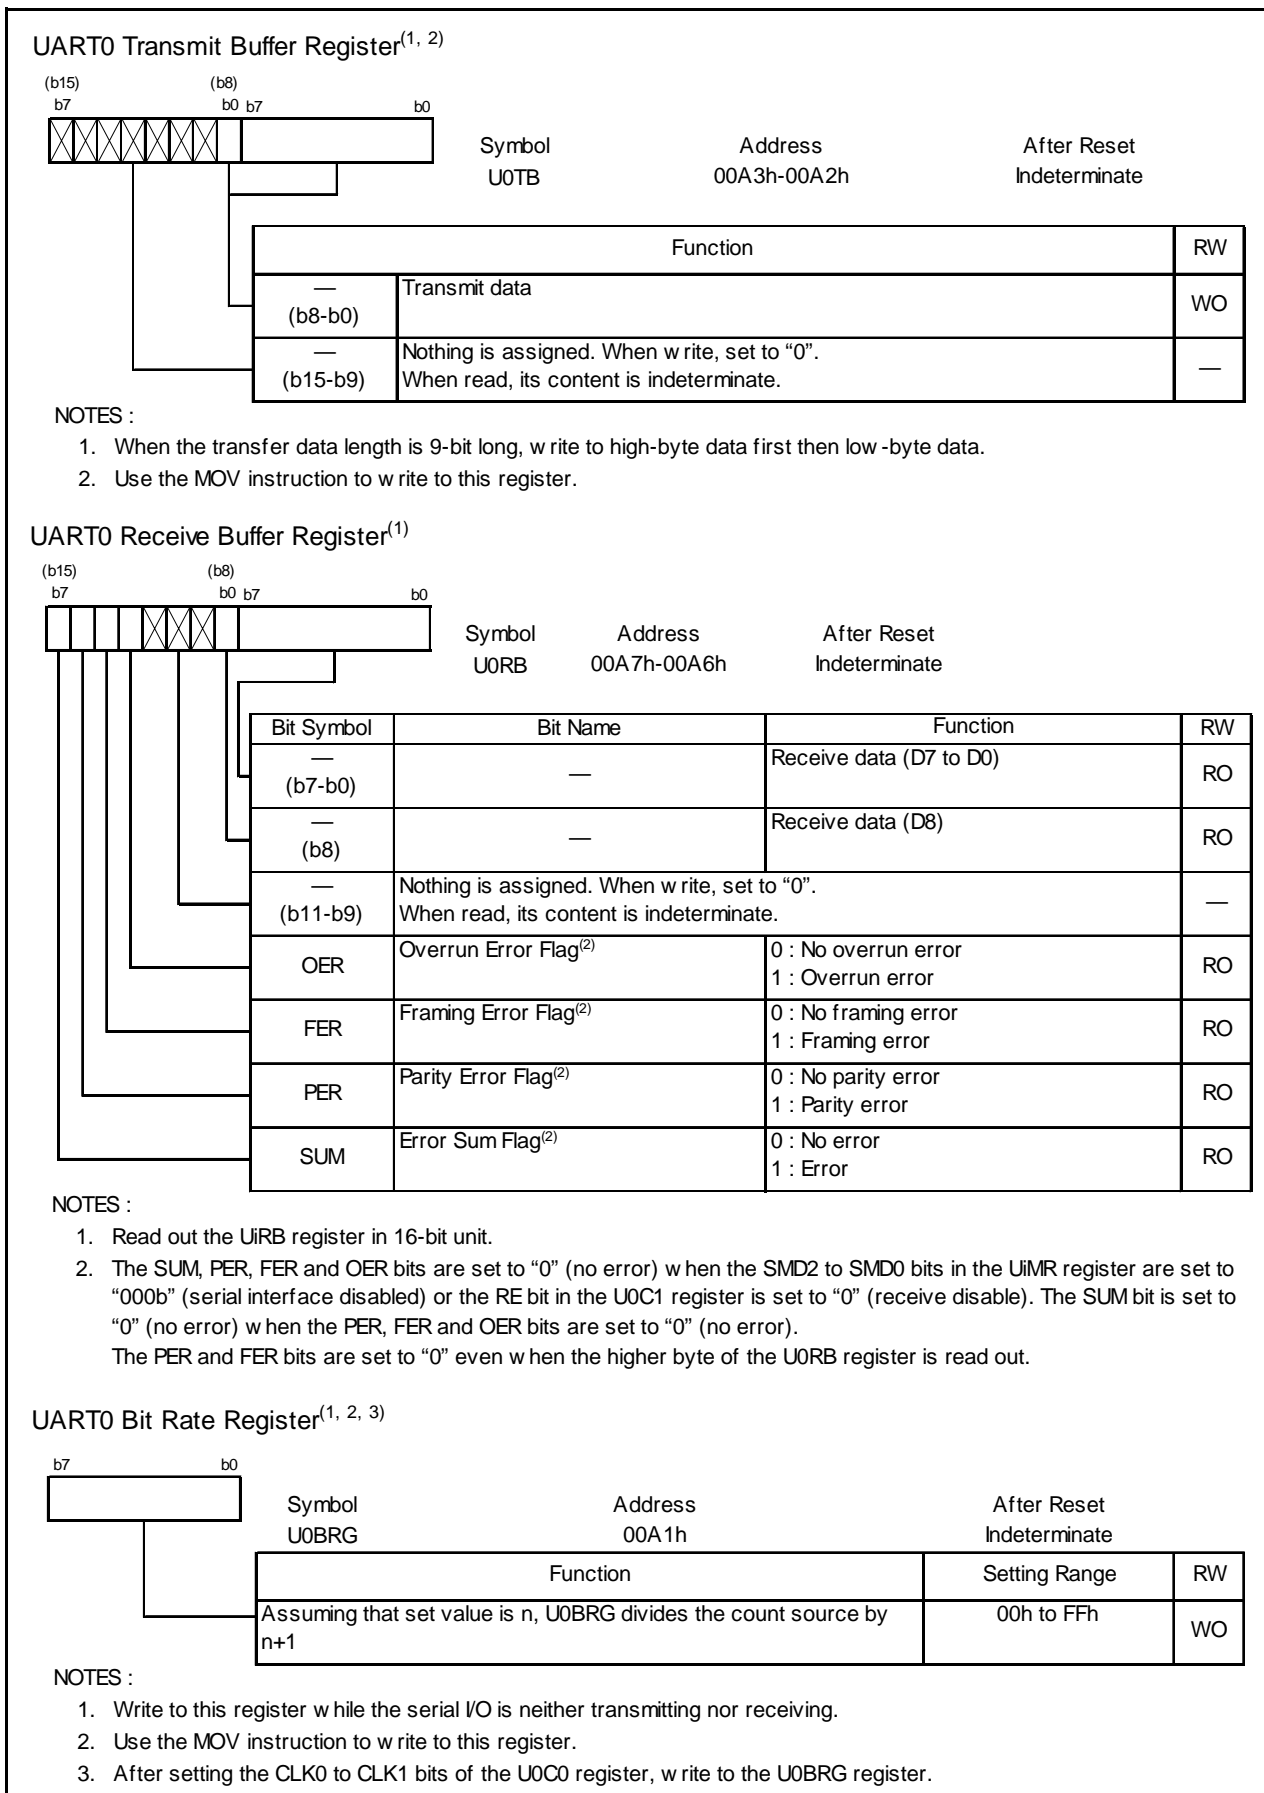 UART0 Transmit Buffer Register(1, 2)
(b15) (b8)
b7 b0 b7 b0
Symbol Address After Reset
U0TB 00A3h-00A2h Indeterminate
Function RW
— Transmit data
(b8-b0) WO
— Nothing is assigned. When write, set to “0”.
(b15-b9) When read, its content is indeterminate. —
NOTES :
1. When the transfer data length is 9-bit long, write to high-byte data first then low-byte data.
2. Use the MOV instruction to write to this register.
UART0 Receive Buffer Register(1)
(b15) (b8)
b7 b0 b7 b0
Symbol Address After Reset
U0RB 00A7h-00A6h Indeterminate
Bit Symbol Bit Name Function RW
— Receive data (D7 to D0)
(b7-b0) — RO
— Receive data (D8)
(b8) — RO
— Nothing is assigned. When write, set to “0”.
(b11-b9) When read, its content is indeterminate. —
OER Overrun Error Flag(2) 0 : No overrun error
1 : Overrun error RO
FER Framing Error Flag(2) 0 : No framing error
1 : Framing error RO
PER Parity Error Flag(2) 0 : No parity error
1 : Parity error RO
SUM Error Sum Flag(2) 0 : No error
1 : Error RO
NOTES :
1. Read out the UiRB register in 16-bit unit.
2. The SUM, PER, FER and OER bits are set to “0” (no error) when the SMD2 to SMD0 bits in the UiMR register are set to
“000b” (serial interface disabled) or the RE bit in the U0C1 register is set to “0” (receive disable). The SUM bit is set to
“0” (no error) when the PER, FER and OER bits are set to “0” (no error).
The PER and FER bits are set to “0” even when the higher byte of the U0RB register is read out.
UART0 Bit Rate Register(1, 2, 3)
b7 b0
Symbol Address After Reset
U0BRG 00A1h Indeterminate
Function Setting Range RW
Assuming that set value is n, U0BRG divides the count source by 00h to FFh
n+1 WO
NOTES :
1. Write to this register while the serial I/O is neither transmitting nor receiving.
2. Use the MOV instruction to write to this register.
3. After setting the CLK0 to CLK1 bits of the U0C0 register, write to the U0BRG register.